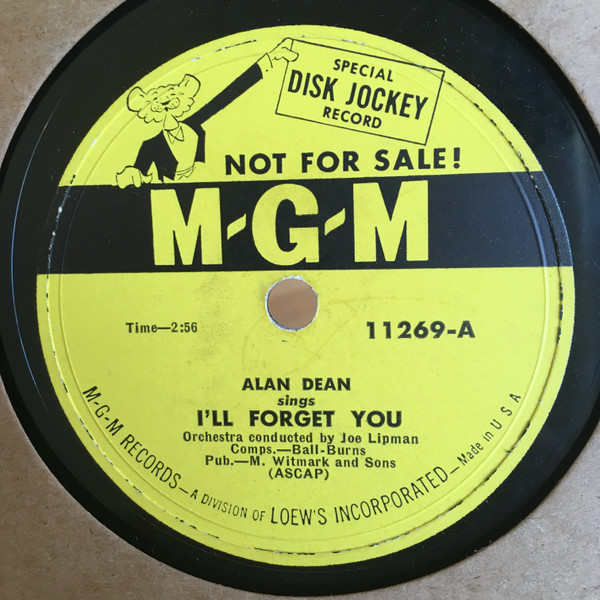 SPECIAL
DISK JOCKEY
RECORD
NOT FOR SALE!
M-G-M
Time—2:56
11269-A
ALAN DEAN
sings
I'LL FORGET YOU
Orchestra conducted by Joe Lipman
Comps.—Ball-Burns
Pub.—M. Witmark and Sons
(ASCAP)
M-G-M RECORDS—A DIVISION OF LOEW'S INCORPORATED—Made in U S A